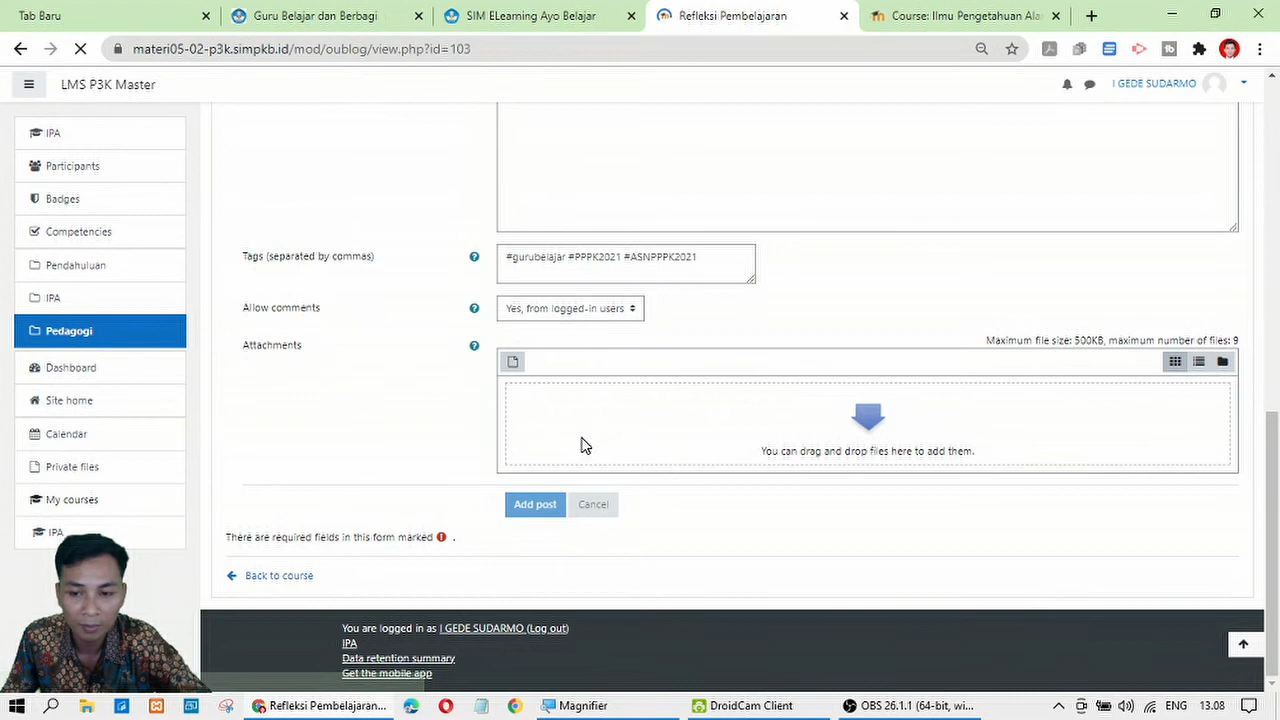 Tab Baru
Guru Belajar dan Berbagi
SIM ELearning Ayo Belajar
Refleksi Pembelajaran
Course: Ilmu Pengetahuan Ala
materi05-02-p3k.simpkb.id/mod/oublog/view.php?id=103
LMS P3K Master
I GEDE SUDARMO
IPA
Participants
Badges
Competencies
Pendahuluan
IPA
Pedagogi
Dashboard
Site home
Calendar
Private files
My courses
IPA
Tags (separated by commas)
#gurubelajar #PPPK2021 #ASNPPPK2021
Allow comments
Yes, from logged-in users
Attachments
Maximum file size: 500KB, maximum number of files: 9
You can drag and drop files here to add them.
Add post
Cancel
There are required fields in this form marked .
Back to course
You are logged in as I GEDE SUDARMO (Log out)
IPA
Data retention summary
Get the mobile app
Refleksi Pembelajaran...
Magnifier
DroidCam Client
OBS 26.1.1 (64-bit, wi...
ENG
13.08